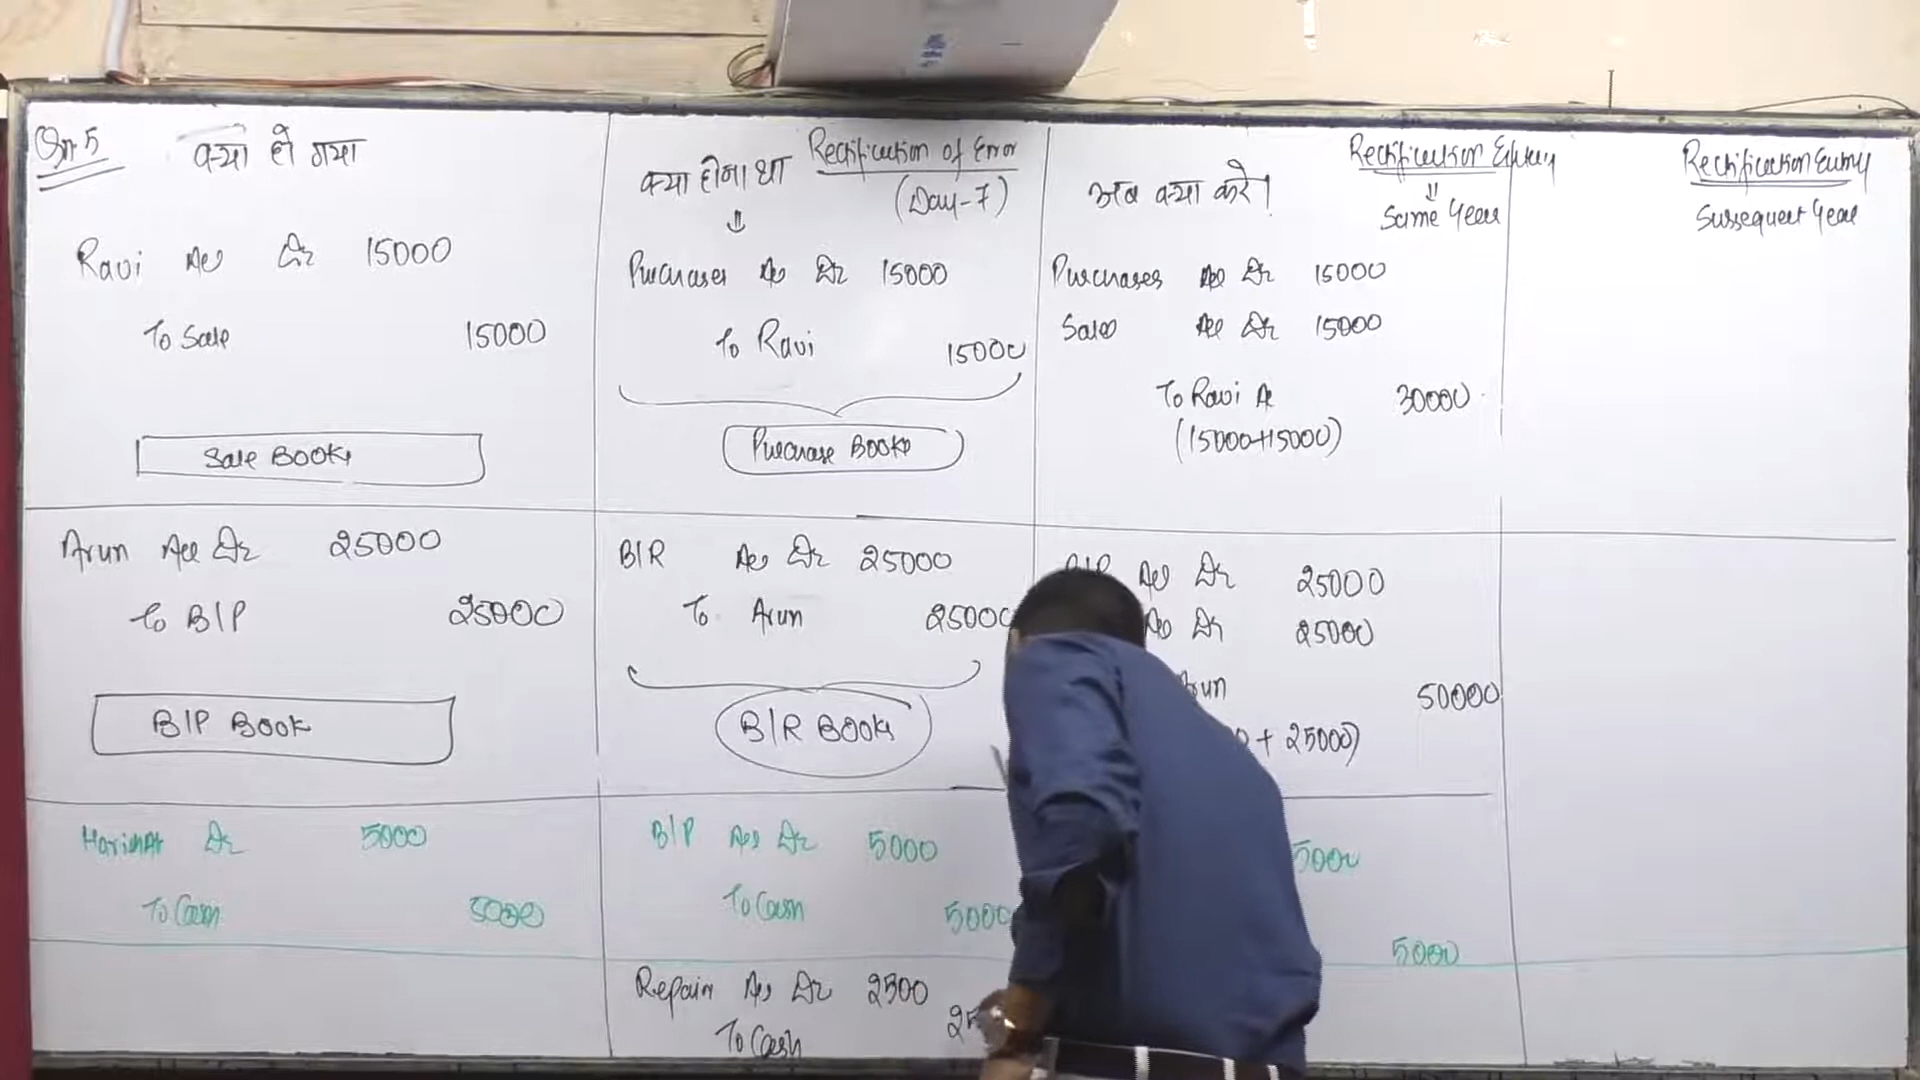 Qn.5
क्या हो गया
Ravi A/c Dr 15000
To Sale 15000
Sale Book
Arun A/c Dr 25000
To B/P 25000
B/P Book
Harish A/c Dr 5000
To Cash 5000
क्या होना था
Rectification of Error
(Day-7)
Purchases A/c Dr 15000
To Ravi 15000
Purchase Book
B/R A/c Dr 25000
To Arun 25000
B/R Book
B/P A/c Dr 5000
To Cash 5000
Repair A/c Dr 2500
To Cash
अब क्या करे।
Rectification Entry
Same Year
Purchases A/c Dr 15000
Sales A/c Dr 15000
To Ravi A/c 30000
(15000+15000)
A/c Dr 25000
A/c Dr 25000
50000
+ 25000)
5000
5000
Rectification Entry
Subsequent Year